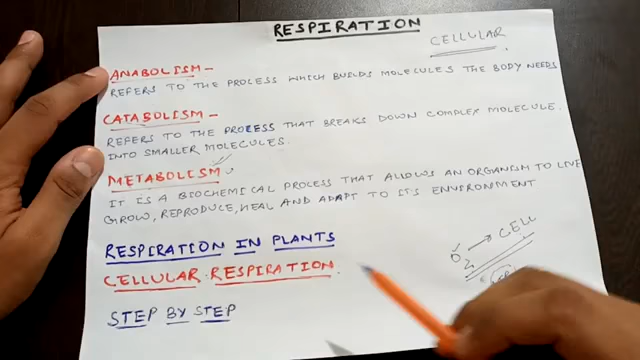 RESPIRATION
CELLULAR
ANABOLISM -
REFERS TO THE PROCESS WHICH BUILDS MOLECULES THE BODY NEEDS
CATABOLISM -
REFERS TO THE PROCESS THAT BREAKS DOWN COMPLEX MOLECULE.
INTO SMALLER MOLECULES.
METABOLISM
IT IS A BIOCHEMICAL PROCESS THAT ALLOWS AN ORGANISM TO LIVE
GROW, REPRODUCE, HEAL AND ADAPT TO ITS ENVIRONMENT
O2 → CELL
RESPIRATION IN PLANTS
CELLULAR RESPIRATION.
STEP BY STEP